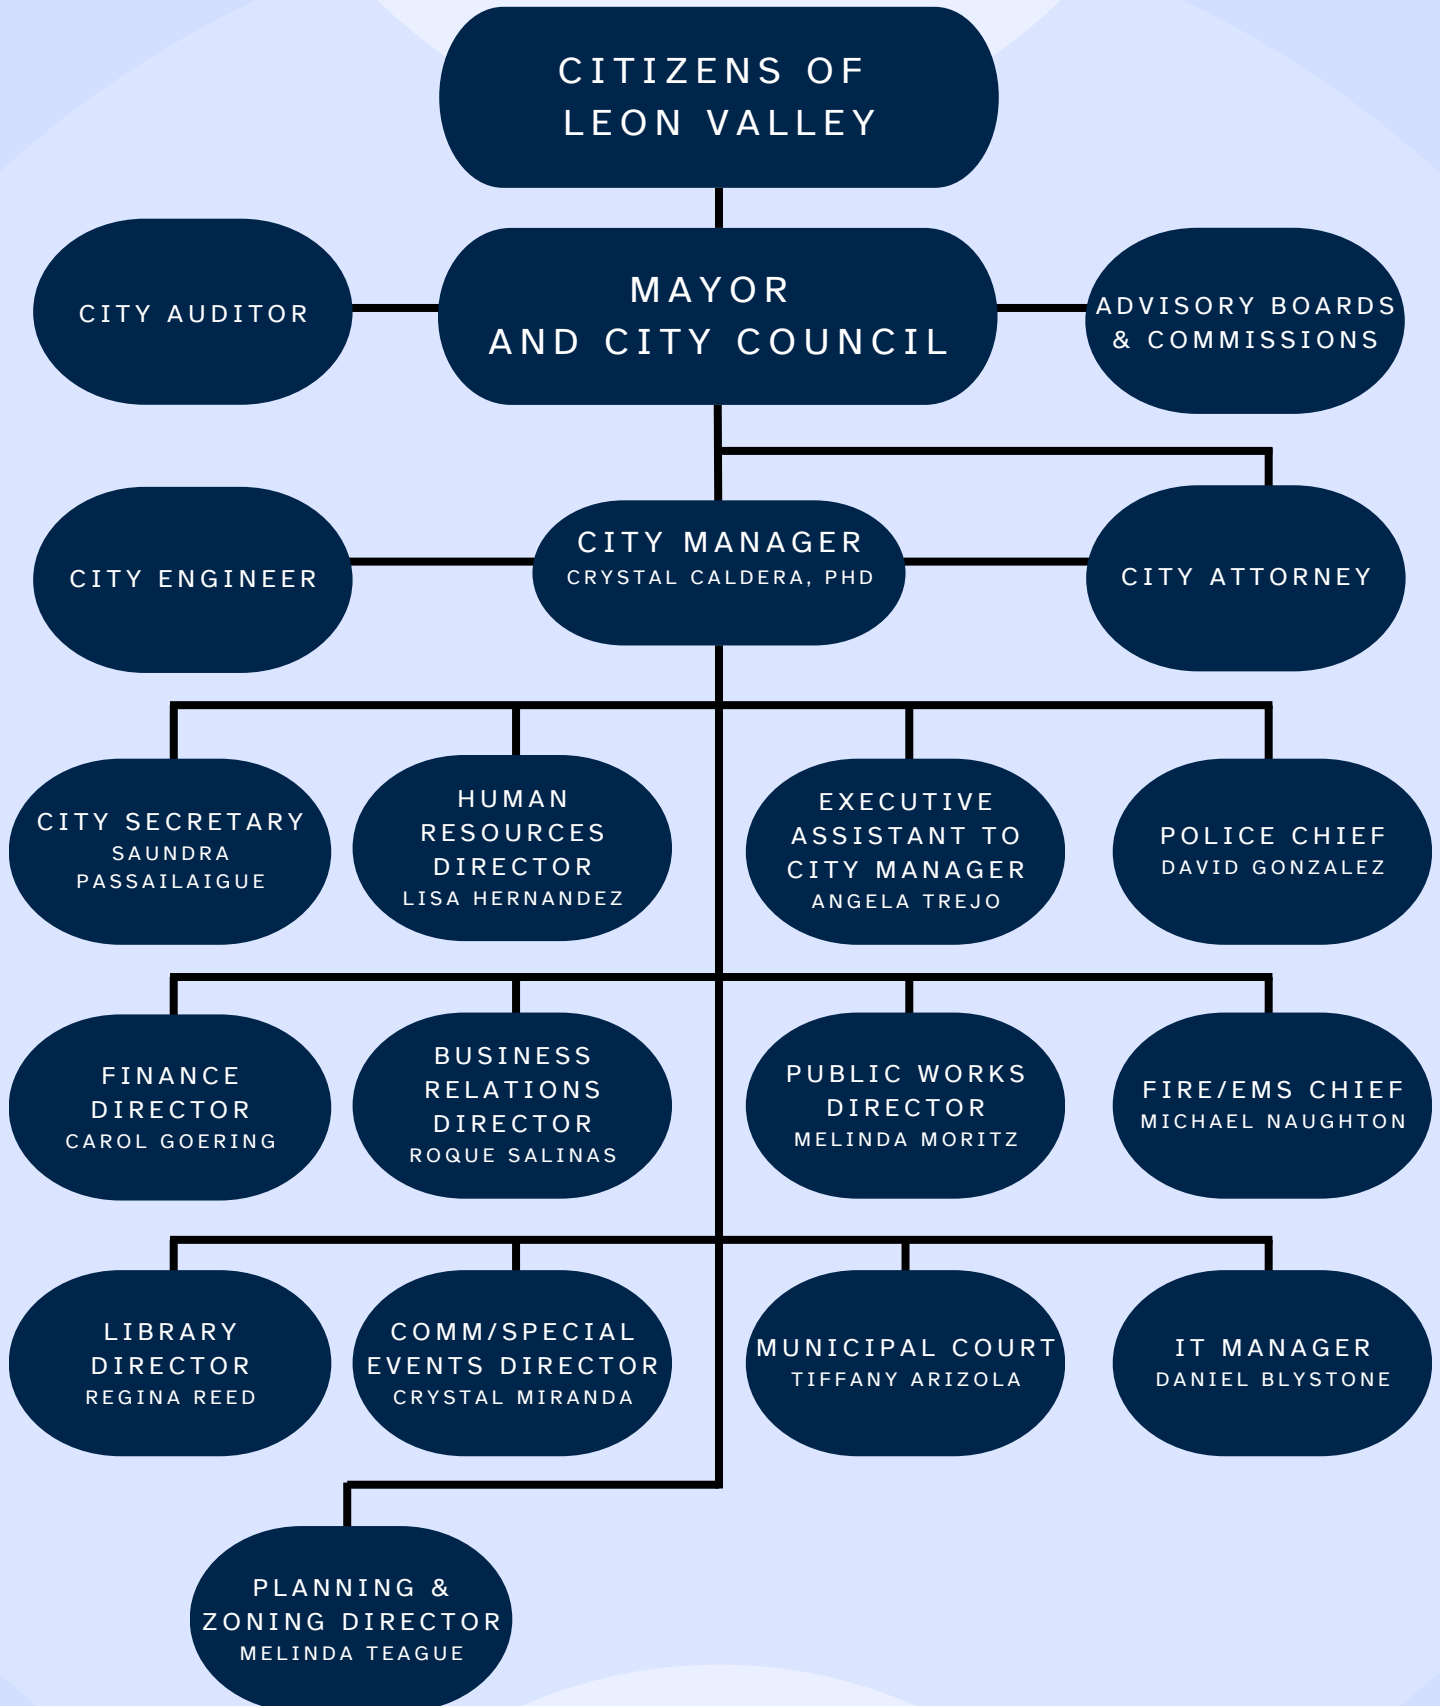 CITIZENS OF
LEON VALLEY
CITY AUDITOR
MAYOR
AND CITY COUNCIL
ADVISORY BOARDS
& COMMISSIONS
CITY ENGINEER
CITY MANAGER
CRYSTAL CALDERA, PHD
CITY ATTORNEY
CITY SECRETARY
SAUNDRA
PASSAILAIGUE
HUMAN
RESOURCES
DIRECTOR
LISA HERNANDEZ
EXECUTIVE
ASSISTANT TO
CITY MANAGER
ANGELA TREJO
POLICE CHIEF
DAVID GONZALEZ
FINANCE
DIRECTOR
CAROL GOERING
BUSINESS
RELATIONS
DIRECTOR
ROQUE SALINAS
PUBLIC WORKS
DIRECTOR
MELINDA MORITZ
FIRE/EMS CHIEF
MICHAEL NAUGHTON
LIBRARY
DIRECTOR
REGINA REED
COMM/SPECIAL
EVENTS DIRECTOR
CRYSTAL MIRANDA
MUNICIPAL COURT
TIFFANY ARIZOLA
IT MANAGER
DANIEL BLYSTONE
PLANNING &
ZONING DIRECTOR
MELINDA TEAGUE